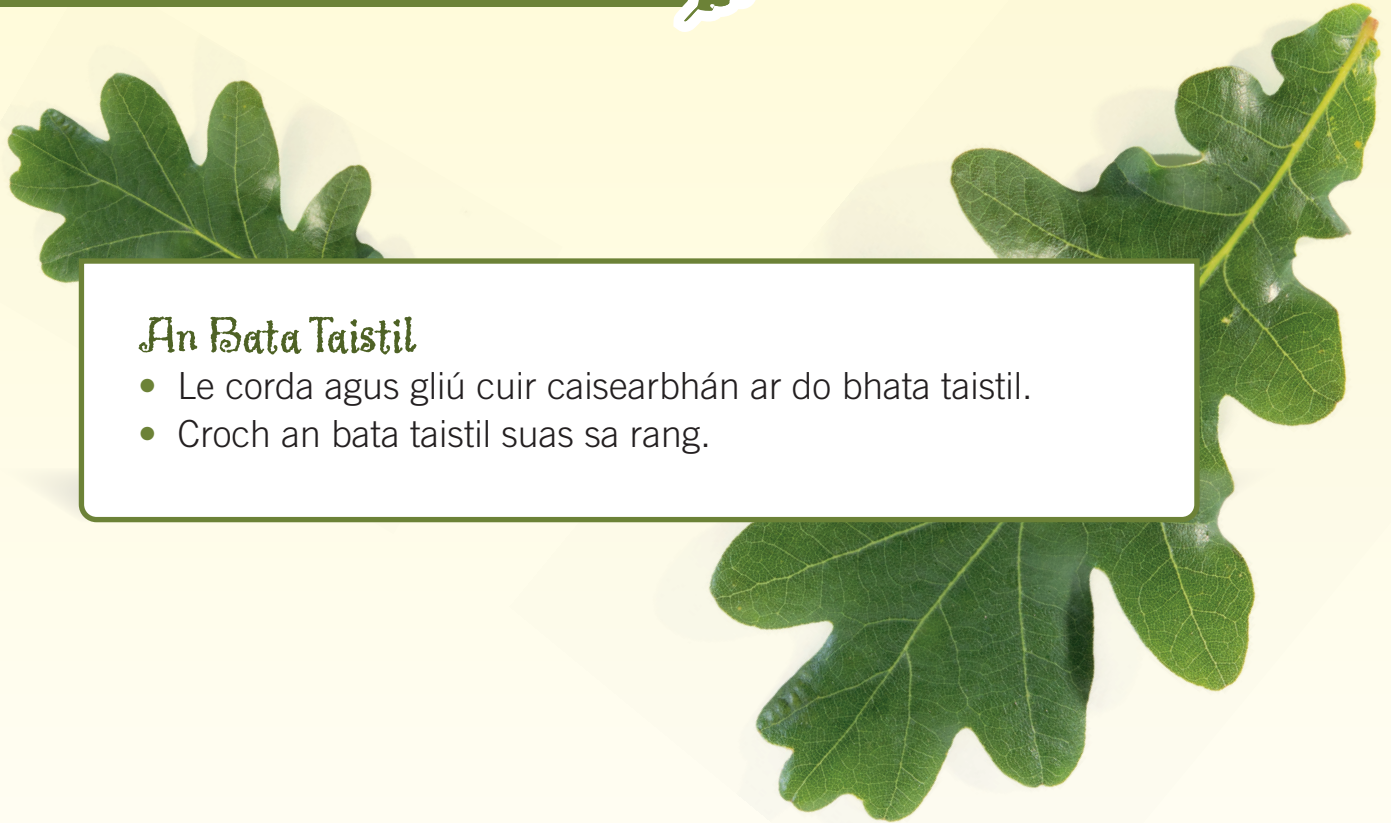 An Bata Taistil
• Le corda agus gliú cuir caisearbhán ar do bhata taistil.
• Croch an bata taistil suas sa rang.